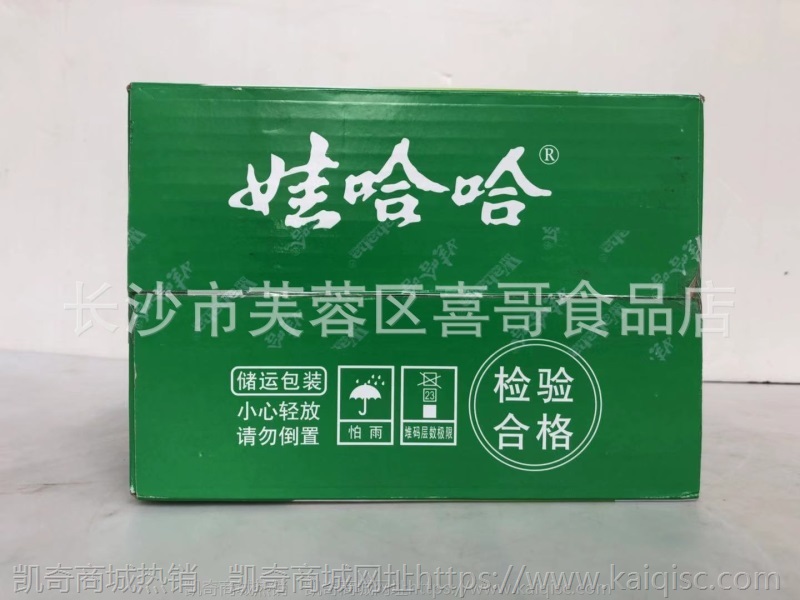 娃哈哈®
长沙市芙蓉区喜哥食品店
储运包装
小心轻放
请勿倒置
怕雨
23
堆码层数极限
检验
合格
凯奇商城热销 凯奇商城网址https://www.kaiqisc.com